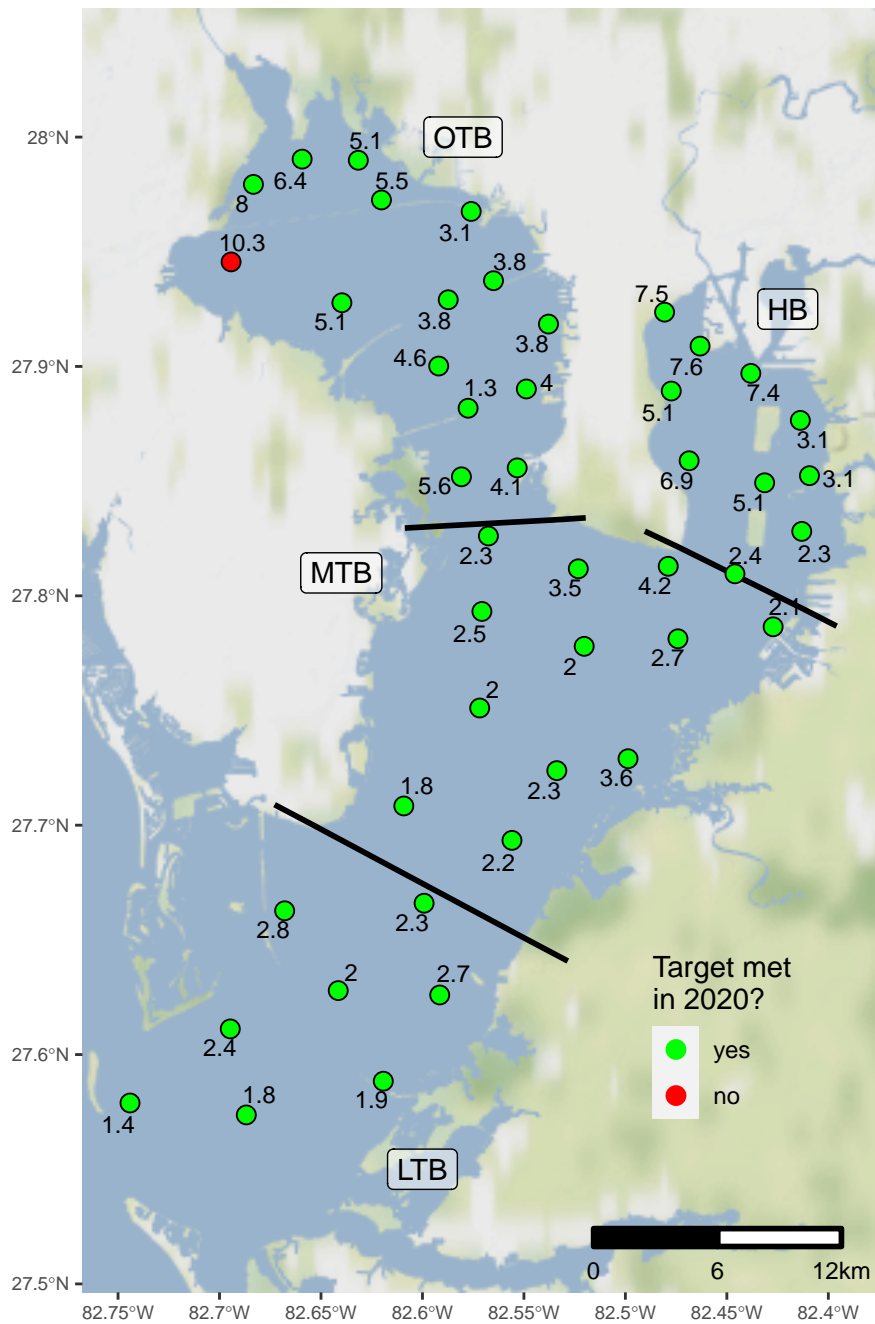 28°N
27.9°N
27.8°N
27.7°N
27.6°N
27.5°N
OTB
5.1
6.4
8
5.5
3.1
10.3
3.8
5.1
3.8
3.8
4.6
1.3
4
5.6
4.1
HB
7.5
7.6
7.4
5.1
3.1
6.9
5.1
3.1
2.3
2.4
MTB
2.3
3.5
4.2
2.1
2.5
2
2.7
2
2.3
3.6
1.8
2.2
2.3
2.8
2
2.7
2.4
1.4
1.8
1.9
LTB
Target met
in 2020?
yes
no
0 6 12km
82.75°W 82.7°W 82.65°W 82.6°W 82.55°W 82.5°W 82.45°W 82.4°W